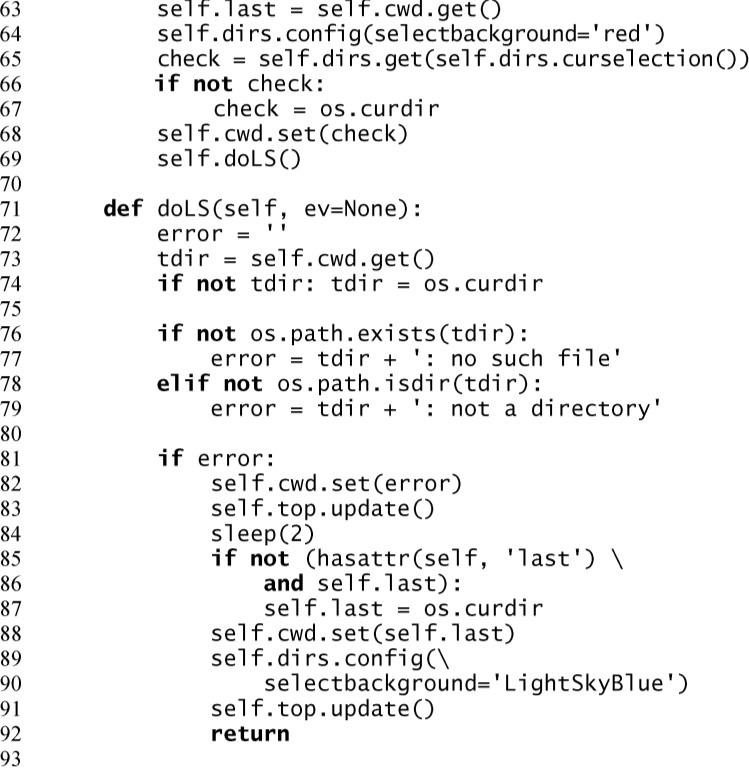 63 self.last = self.cwd.get()
64 self.dirs.config(selectbackground='red')
65 check = self.dirs.get(self.dirs.curselection())
66 if not check:
67 check = os.curdir
68 self.cwd.set(check)
69 self.doLS()
70
71 def doLS(self, ev=None):
72 error = ''
73 tdir = self.cwd.get()
74 if not tdir: tdir = os.curdir
75
76 if not os.path.exists(tdir):
77 error = tdir + ': no such file'
78 elif not os.path.isdir(tdir):
79 error = tdir + ': not a directory'
80
81 if error:
82 self.cwd.set(error)
83 self.top.update()
84 sleep(2)
85 if not (hasattr(self, 'last') \
86 and self.last):
87 self.last = os.curdir
88 self.cwd.set(self.last)
89 self.dirs.config(\
90 selectbackground='LightSkyBlue')
91 self.top.update()
92 return
93